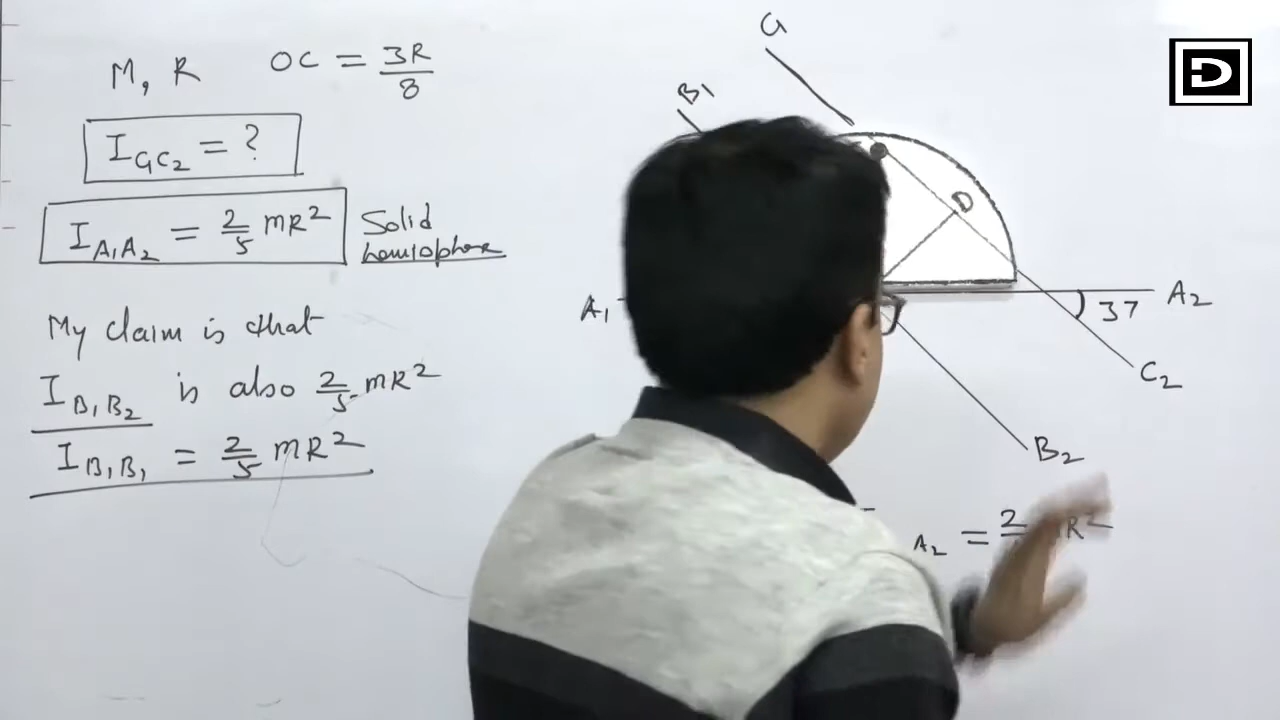 M, R OC = 3R/8
I_GC2 = ?
I_A1A2 = 2/5 mR² Solid hemisphere
My claim is that
I_B1B2 is also 2/5 mR²
I_B1B1 = 2/5 mR²
G
B1
D
A1
A2
37
C2
B2
A2 = 2 R²
D